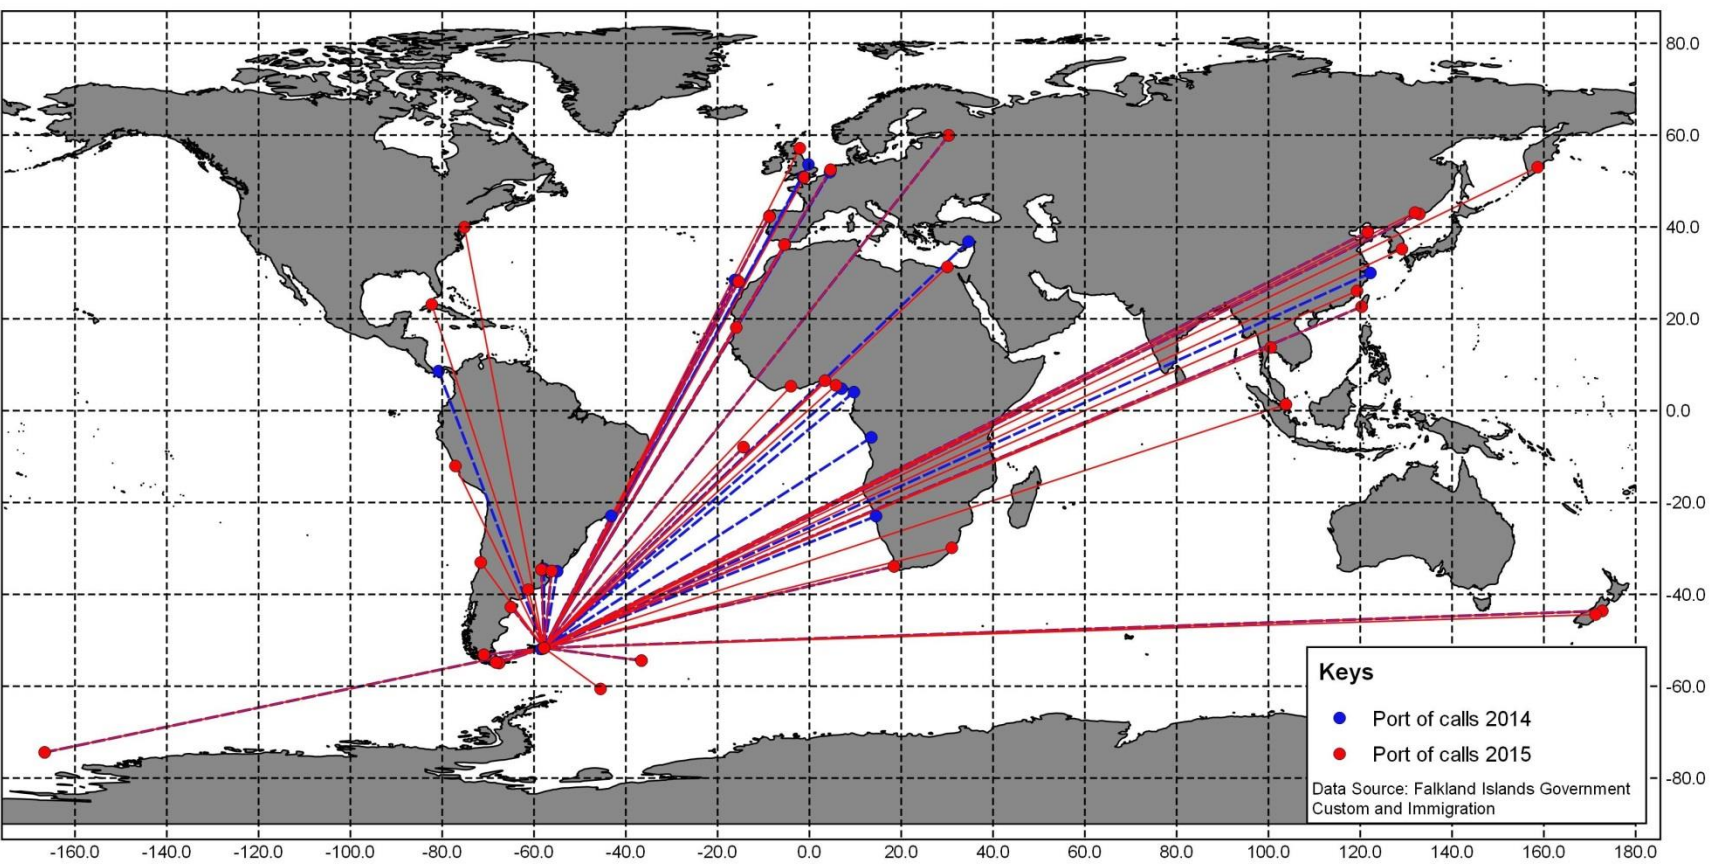 80.0
60.0
40.0
20.0
0.0
-20.0
-40.0
-60.0
-80.0
Keys
Port of calls 2014
Port of calls 2015
Data Source: Falkland Islands Government
Custom and Immigration
-160.0 -140.0 -120.0 -100.0 -80.0 -60.0 -40.0 -20.0 0.0 20.0 40.0 60.0 80.0 100.0 120.0 140.0 160.0 180.0